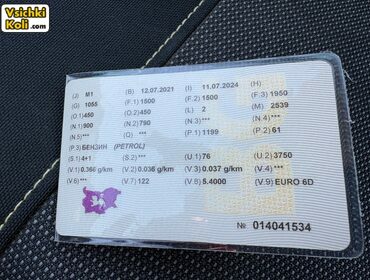 Vsichki
Koli.com
(J) M1 (B) 12.07.2021 (I) 11.07.2024 (H)
(G) 1055 (F.1) 1500 (F.2) 1500 (F.3) 1950
(O.1) 450 (O.2) 450 (L) 2 (M) 2539
(N.1) 900 (N.2) 790 (N.3)*** (N.4)***
(N.5)*** (Q) *** (P.1) 1199 (P.2) 61
(P.3) БЕНЗИН (PETROL)
(S.1) 4+1 (S.2)*** (U.1) 76 (U.2) 3750
(V.1) 0.366 g/km (V.2) 0.036 g/km (V.3) 0.037 g/km (V.4)***
(V.6)*** (V.7) 122 (V.8) 5.4000 (V.9) EURO 6D
№ 014041534